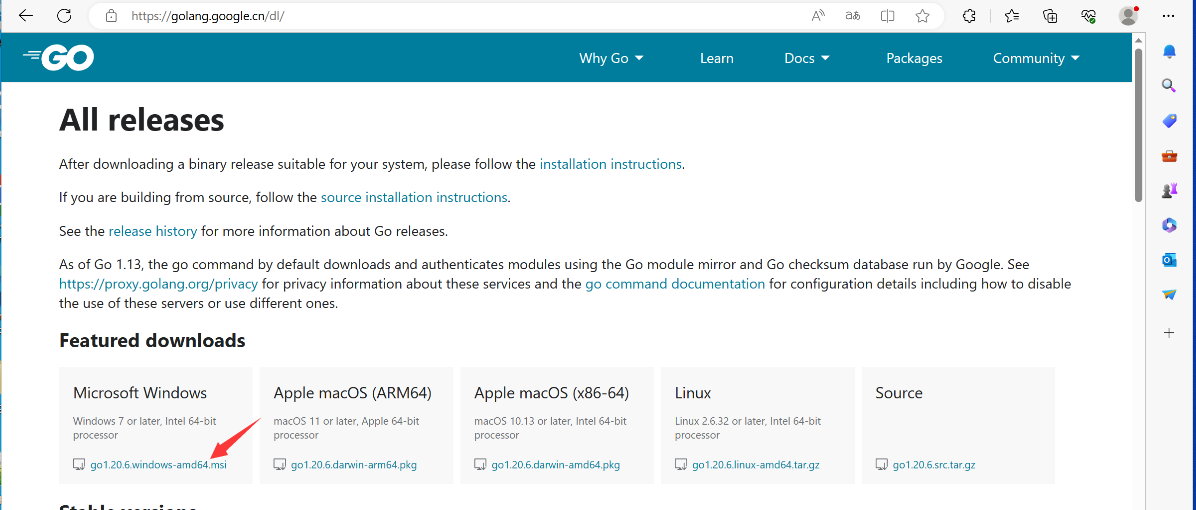 https://golang.google.cn/dl/
GO
Why Go
Learn
Docs
Packages
Community
All releases
After downloading a binary release suitable for your system, please follow the installation instructions.
If you are building from source, follow the source installation instructions.
See the release history for more information about Go releases.
As of Go 1.13, the go command by default downloads and authenticates modules using the Go module mirror and Go checksum database run by Google. See
https://proxy.golang.org/privacy for privacy information about these services and the go command documentation for configuration details including how to disable
the use of these servers or use different ones.
Featured downloads
Microsoft Windows
Windows 7 or later, Intel 64-bit
processor
go1.20.6.windows-amd64.msi
Apple macOS (ARM64)
macOS 11 or later, Apple 64-bit
processor
go1.20.6.darwin-arm64.pkg
Apple macOS (x86-64)
macOS 10.13 or later, Intel 64-bit
processor
go1.20.6.darwin-amd64.pkg
Linux
Linux 2.6.32 or later, Intel 64-bit
processor
go1.20.6.linux-amd64.tar.gz
Source
go1.20.6.src.tar.gz
Stable versions